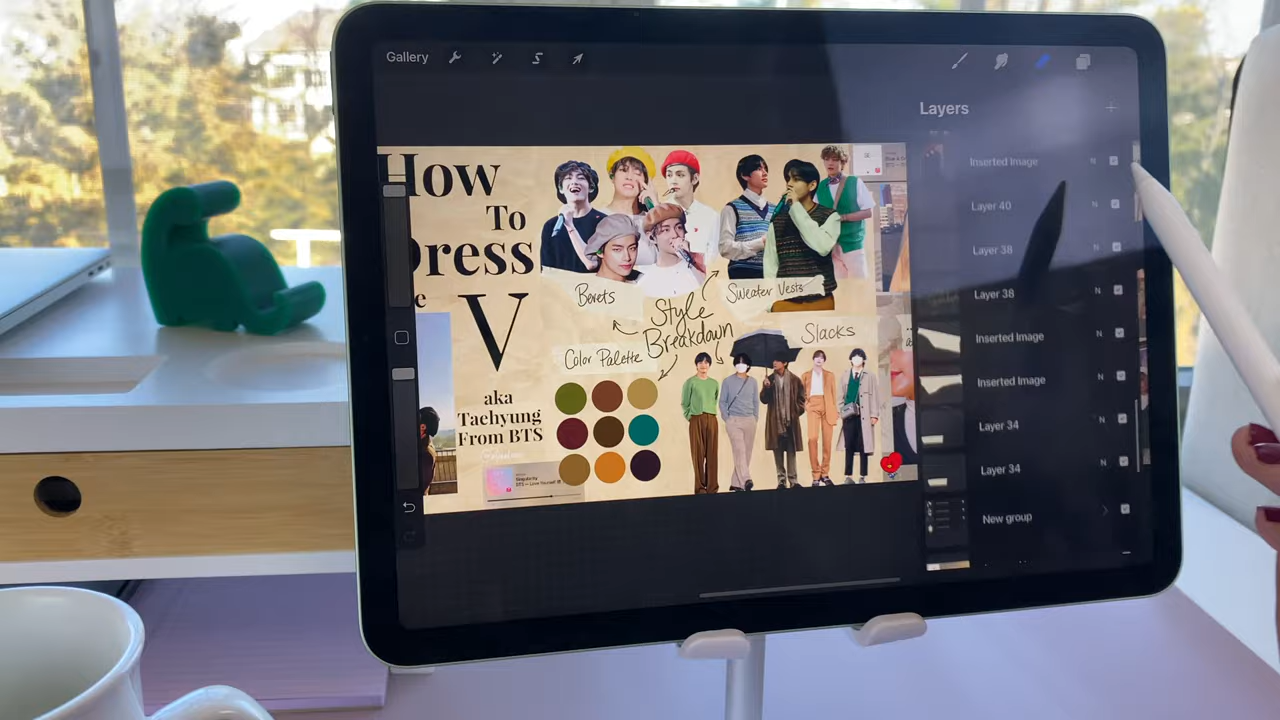 Gallery
Layers
How
To
Dress
V
aka
Taehyung
From BTS
Berets
Sweater Vests
Style
Breakdown
Color Palette
Slacks
Singularity
Inserted Image N
Layer 40 N
Layer 38 N
Layer 38 N
Inserted Image N
Inserted Image N
Layer 34 N
Layer 34 N
New group